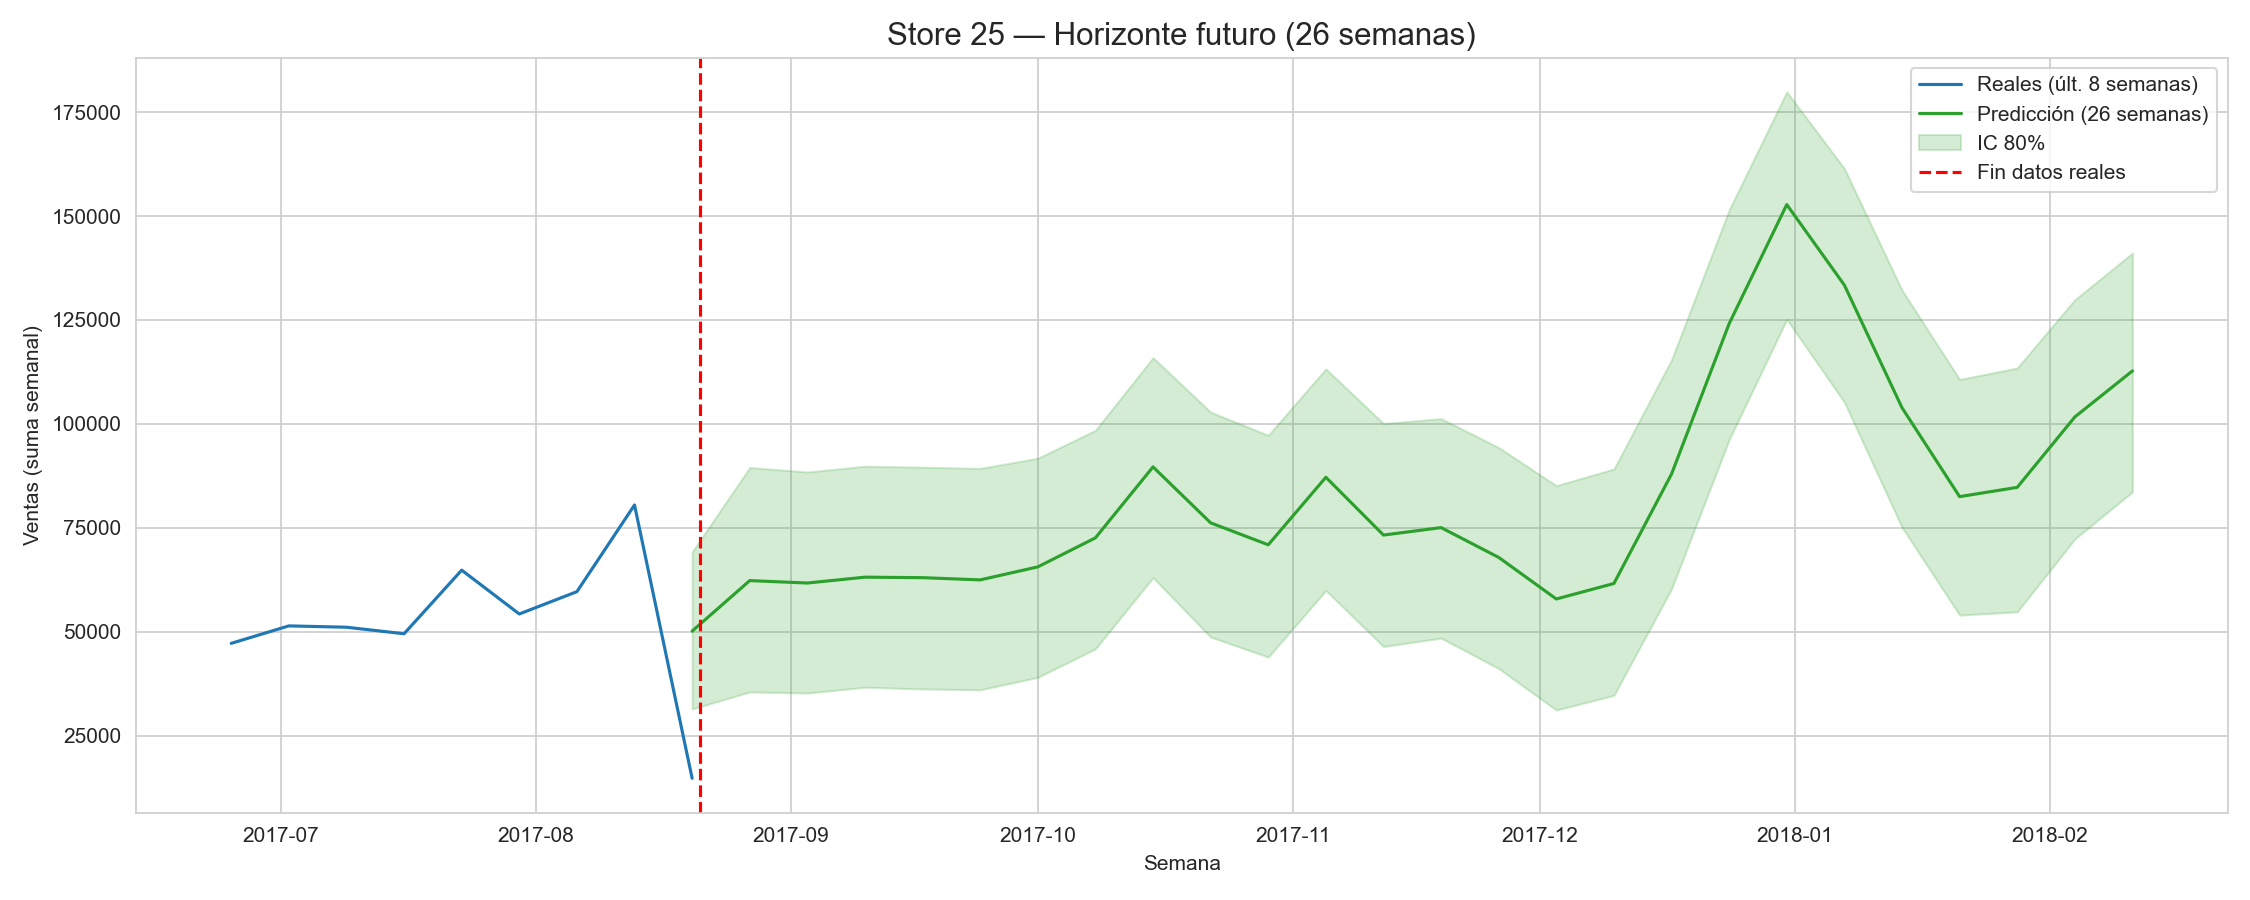 Store 25 — Horizonte futuro (26 semanas)
Reales (últ. 8 semanas)
Predicción (26 semanas)
IC 80%
Fin datos reales
Ventas (suma semanal)
175000
150000
125000
100000
75000
50000
25000
2017-07 2017-08 2017-09 2017-10 2017-11 2017-12 2018-01 2018-02
Semana